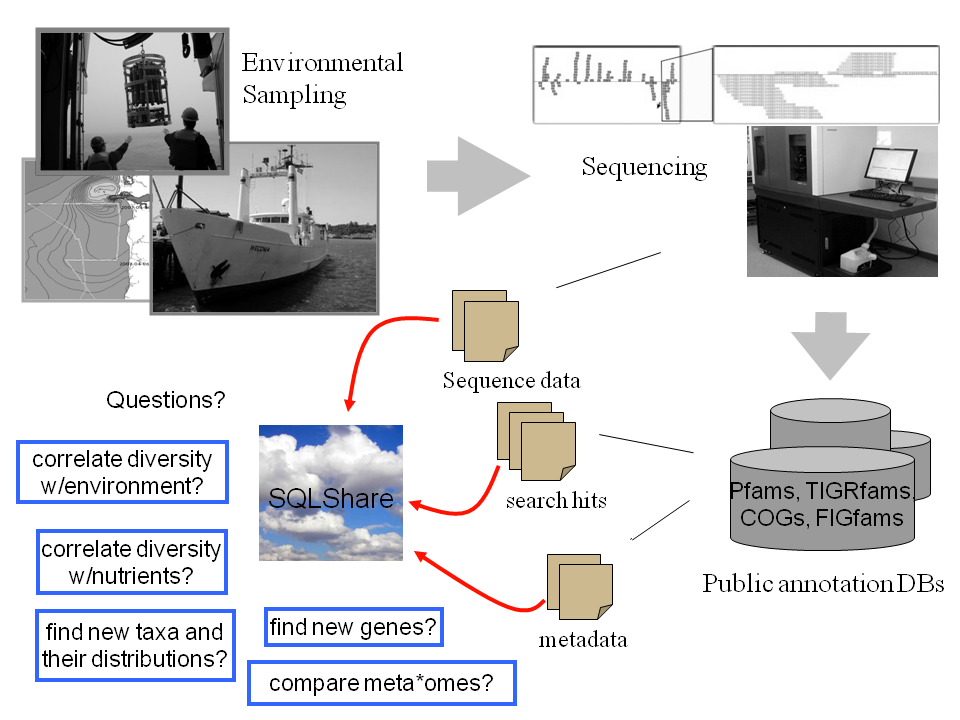 Environmental
Sampling
Sequencing
WECOMA
Sequence data
Questions?
correlate diversity
w/environment?
SQLShare
search hits
Pfams, TIGRfams,
COGs, FIGfams
correlate diversity
w/nutrients?
Public annotation DBs
find new taxa and
their distributions?
find new genes?
metadata
compare meta*omes?